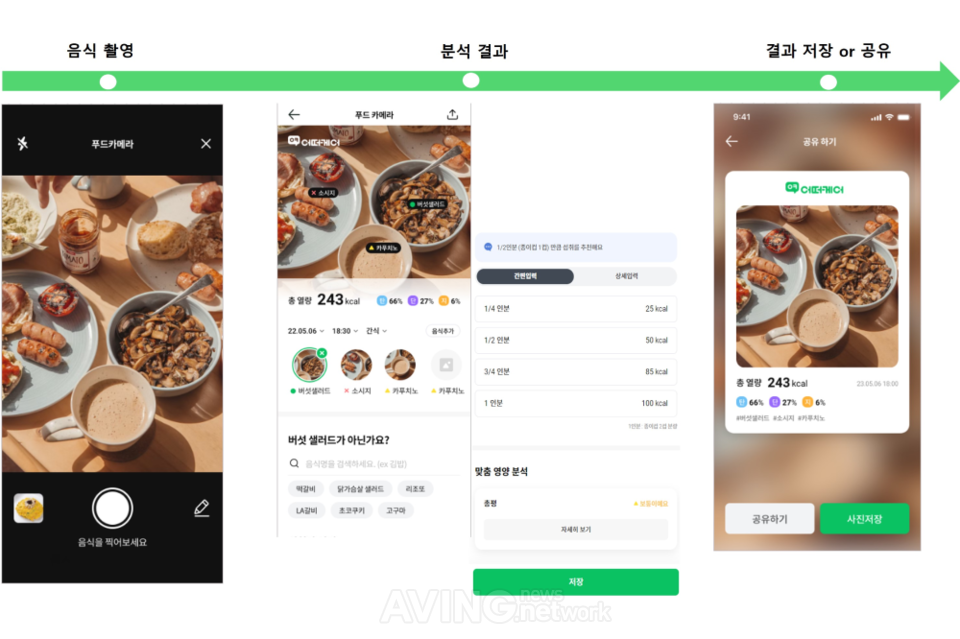 음식 촬영
분석 결과
결과 저장 or 공유
푸드카메라
음식을 찍어보세요
푸드 카메라
어떠케어
소시지
버섯샐러드
카푸치노
총 열량 243 kcal 탄 66% 단 27% 지 6%
22.05.06 18:30 간식 음식추가
버섯샐러드 소시지 카푸치노 카푸치노
버섯 샐러드가 아닌가요?
음식명을 검색하세요. (ex 김밥)
떡갈비 닭가슴살 샐러드 리조또
LA갈비 초코쿠키 고구마
1/2인분 (종이컵 1컵) 만큼 섭취를 추천해요
간편입력 상세입력
1/4 인분 25 kcal
1/2 인분 50 kcal
3/4 인분 85 kcal
1 인분 100 kcal
1인분: 종이컵 2컵 분량
맞춤 영양 분석
총평
자세히 보기
저장
9:41
공유 하기
어떠케어
총 열량 243 kcal 23.05.06 18:00
탄 66% 단 27% 지 6%
#버섯샐러드 #소시지 #카푸치노
공유하기 사진저장
AVING news .network